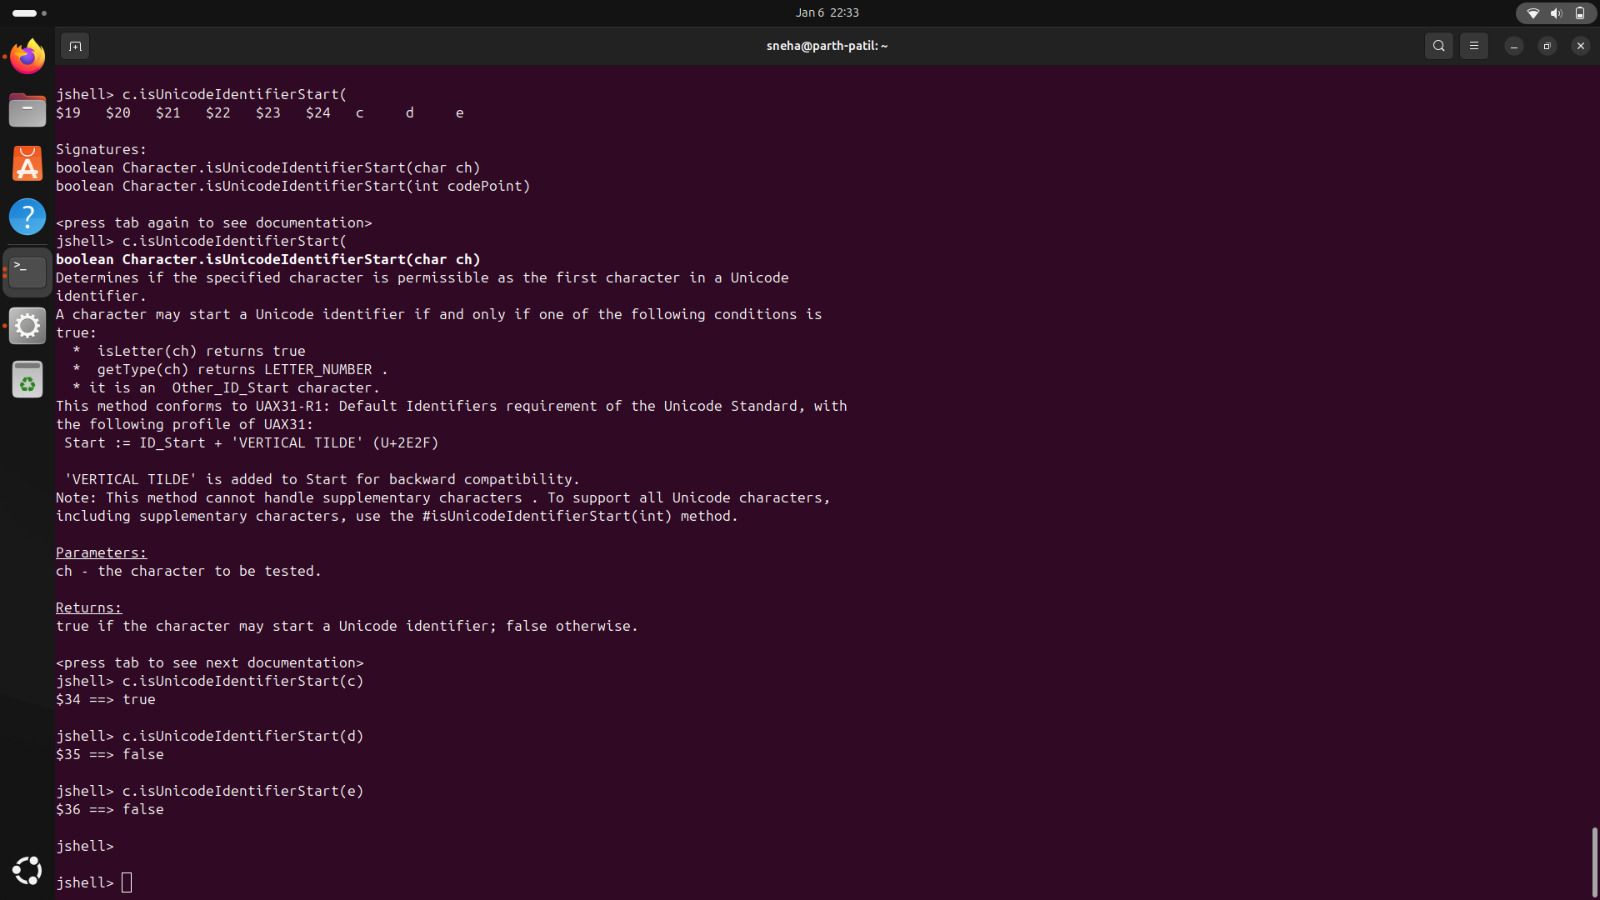 Jan 6 22:33
sneha@parth-patil: ~
jshell> c.isUnicodeIdentifierStart(
$19 $20 $21 $22 $23 $24 c d e
Signatures:
boolean Character.isUnicodeIdentifierStart(char ch)
boolean Character.isUnicodeIdentifierStart(int codePoint)
<press tab again to see documentation>
jshell> c.isUnicodeIdentifierStart(
boolean Character.isUnicodeIdentifierStart(char ch)
Determines if the specified character is permissible as the first character in a Unicode
identifier.
A character may start a Unicode identifier if and only if one of the following conditions is
true:
* isLetter(ch) returns true
* getType(ch) returns LETTER_NUMBER .
* it is an Other_ID_Start character.
This method conforms to UAX31-R1: Default Identifiers requirement of the Unicode Standard, with
the following profile of UAX31:
Start := ID_Start + 'VERTICAL TILDE' (U+2E2F)
'VERTICAL TILDE' is added to Start for backward compatibility.
Note: This method cannot handle supplementary characters . To support all Unicode characters,
including supplementary characters, use the #isUnicodeIdentifierStart(int) method.
Parameters:
ch - the character to be tested.
Returns:
true if the character may start a Unicode identifier; false otherwise.
<press tab to see next documentation>
jshell> c.isUnicodeIdentifierStart(c)
$34 ==> true
jshell> c.isUnicodeIdentifierStart(d)
$35 ==> false
jshell> c.isUnicodeIdentifierStart(e)
$36 ==> false
jshell>
jshell>